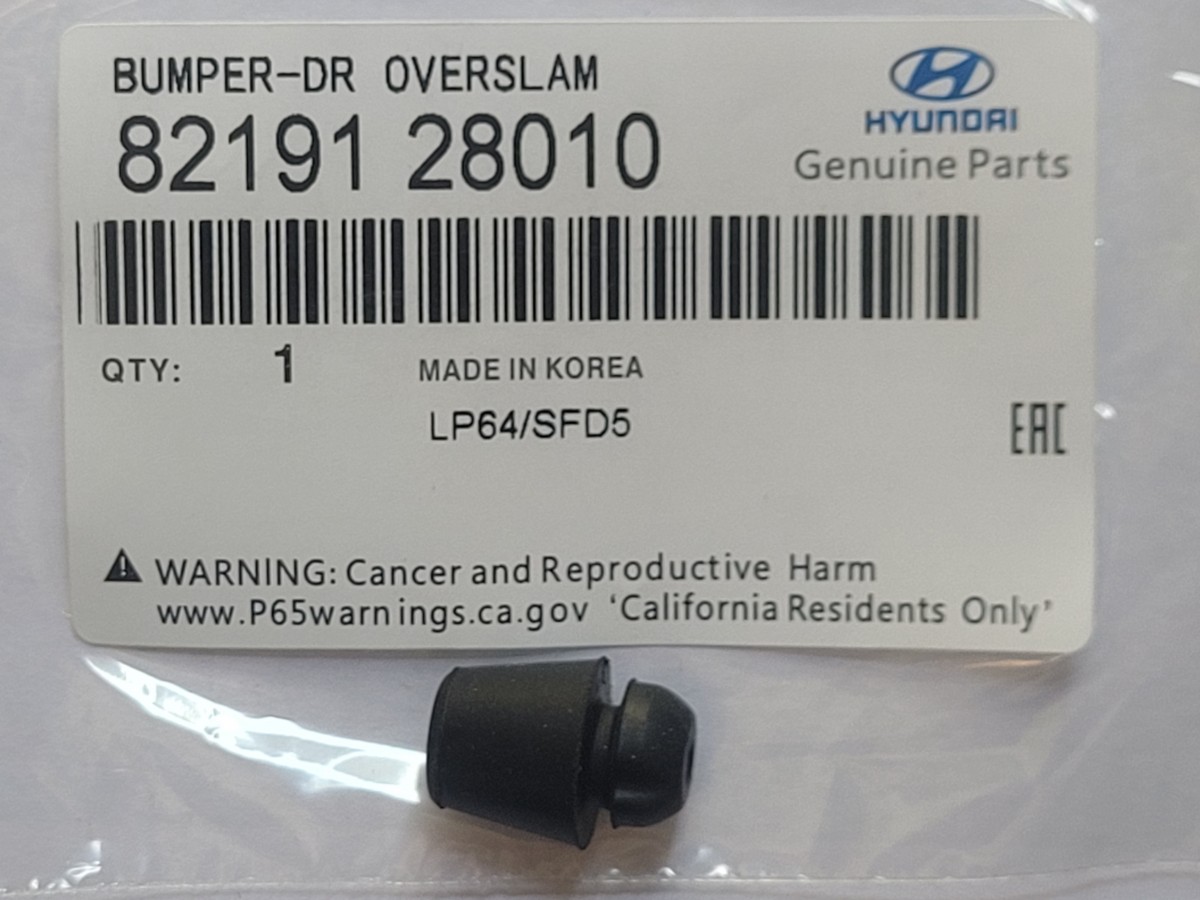 BUMPER-DR OVERSLAM
82191 28010
HYUNDAI
Genuine Parts
QTY: 1 MADE IN KOREA
LP64/SFD5
EAC
WARNING: Cancer and Reproductive Harm
www.P65warnings.ca.gov ‘California Residents Only’